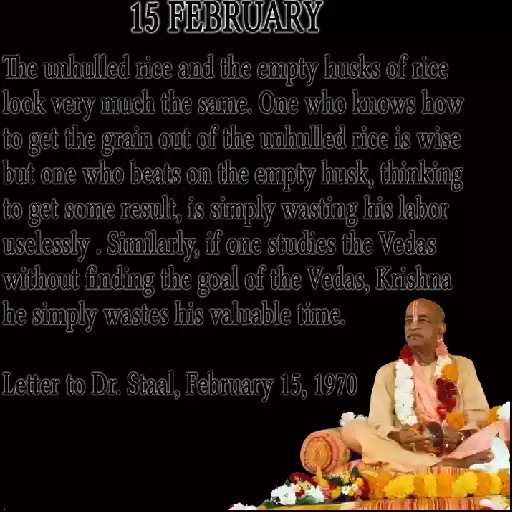 15 FEBRUARY
The unhulled rice and the empty husks of rice
look very much the same. One who knows how
to get the grain out of the unhulled rice is wise
but one who beats on the empty husk, thinking
to get some result, is simply wasting his labor
uselessly . Similarly, if one studies the Vedas
without finding the goal of the Vedas, Krishna
he simply wastes his valuable time.
Letter to Dr. Staal, February 15, 1970